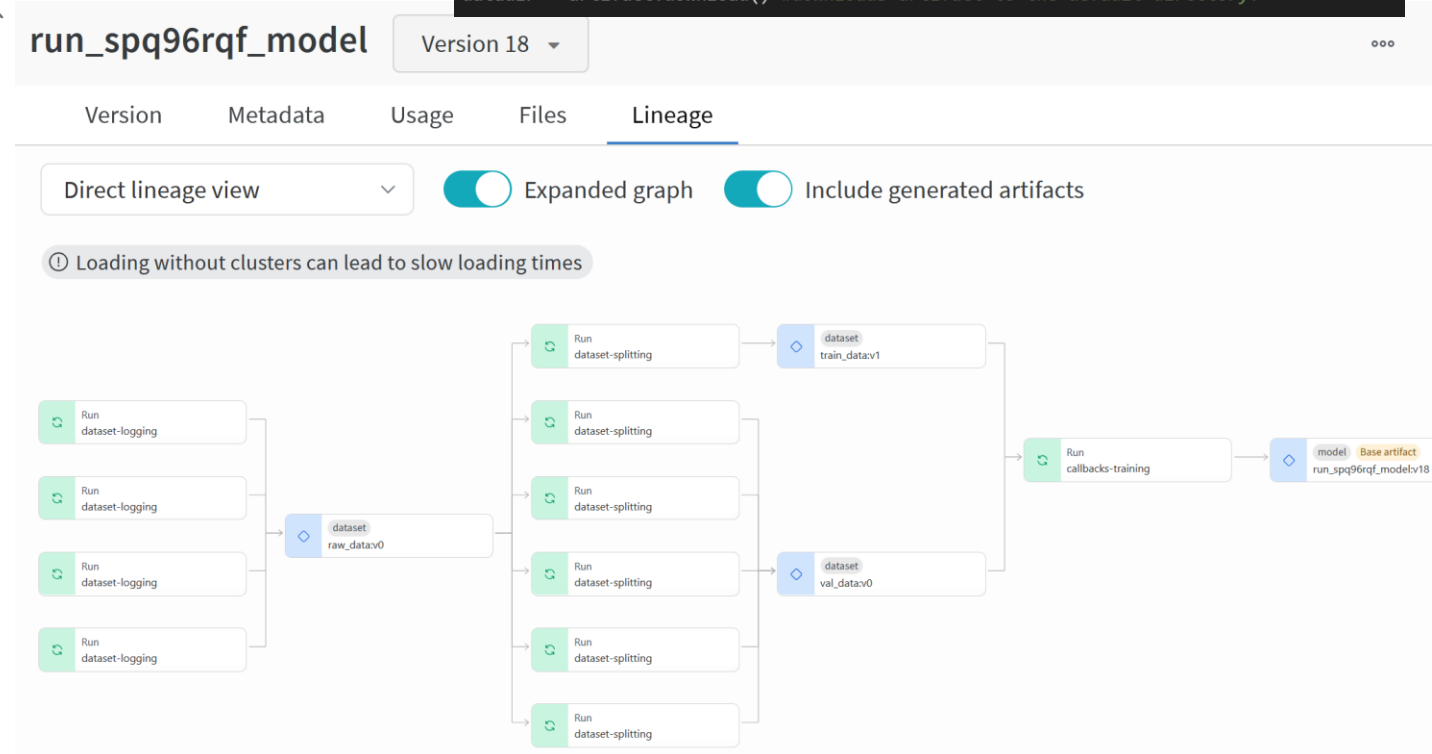 run_spq96rqf_model
Version 18
Version
Metadata
Usage
Files
Lineage
Direct lineage view
Expanded graph
Include generated artifacts
Loading without clusters can lead to slow loading times
Run
dataset-splitting
dataset
train_data:v1
Run
dataset-logging
Run
dataset-splitting
Run
callbacks-training
model
Base artifact
run_spq96rqf_model:v18
Run
dataset-logging
Run
dataset-splitting
dataset
raw_data:v0
Run
dataset-logging
Run
dataset-splitting
dataset
val_data:v0
Run
dataset-logging
Run
dataset-splitting
Run
dataset-splitting